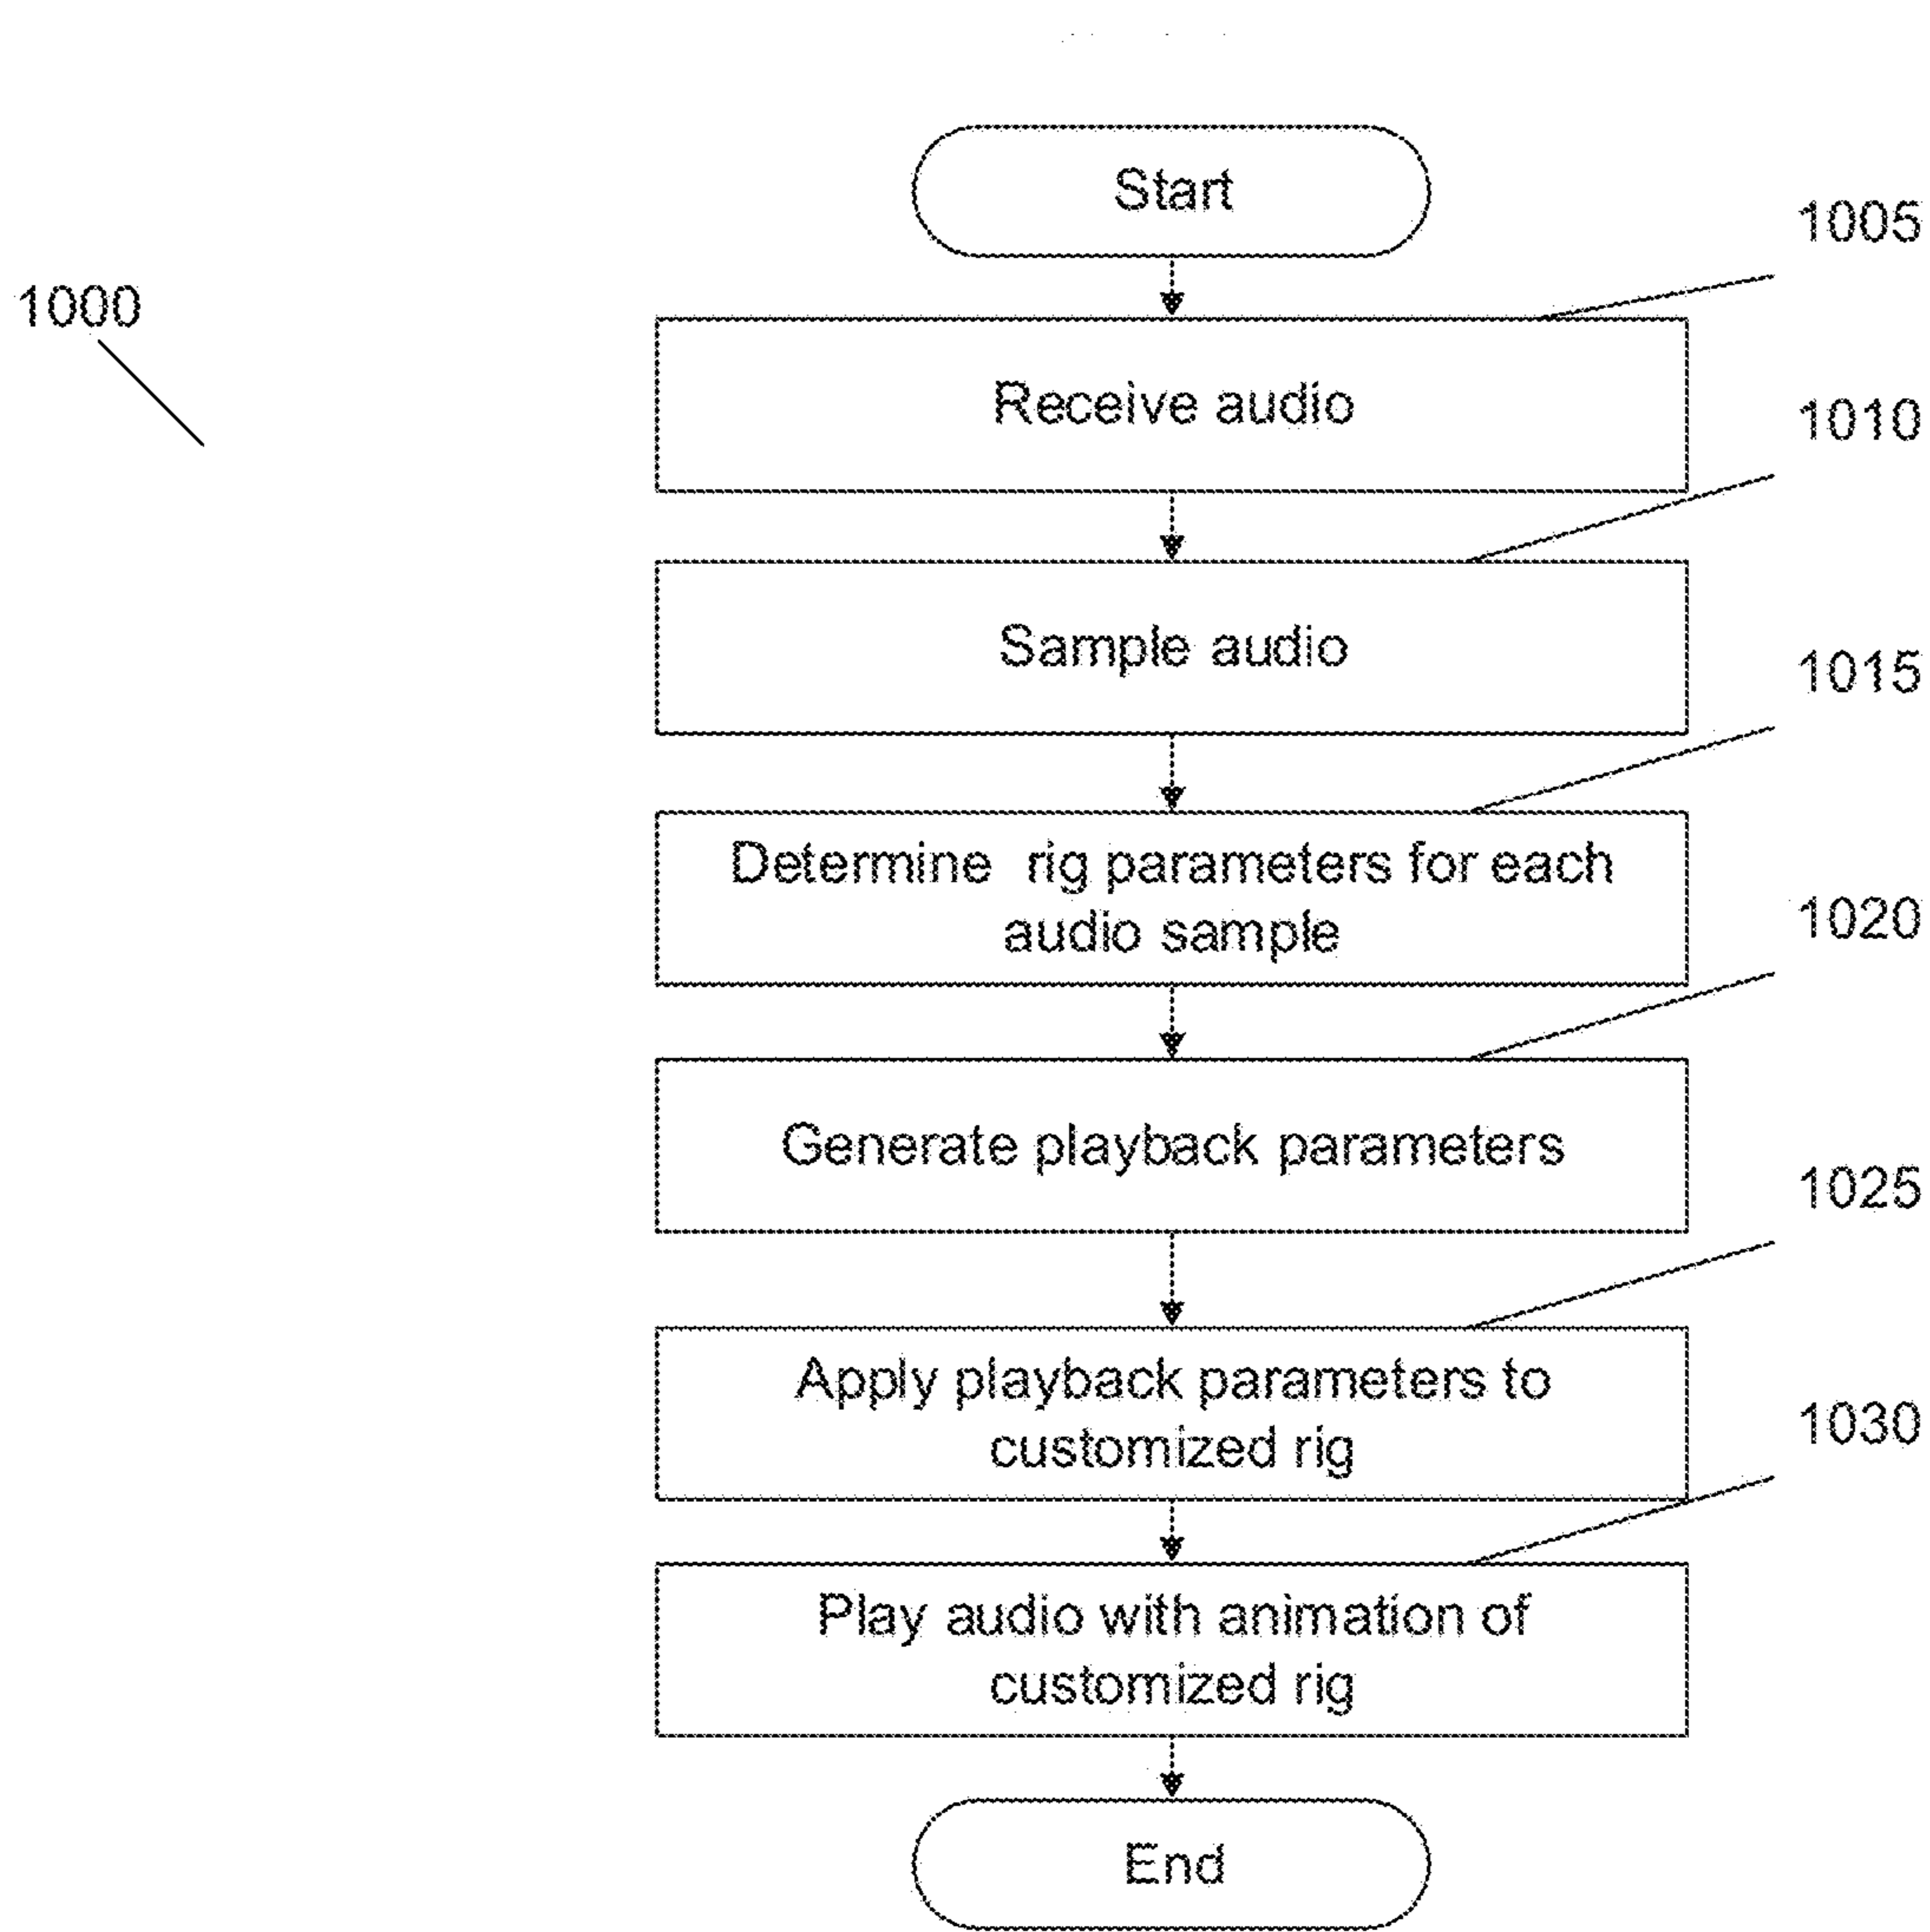 Start
1005
1000
Receive audio
1010
Sample audio
1015
Determine rig parameters for each
audio sample
1020
Generate playback parameters
1025
Apply playback parameters to
customized rig
1030
Play audio with animation of
customized rig
End